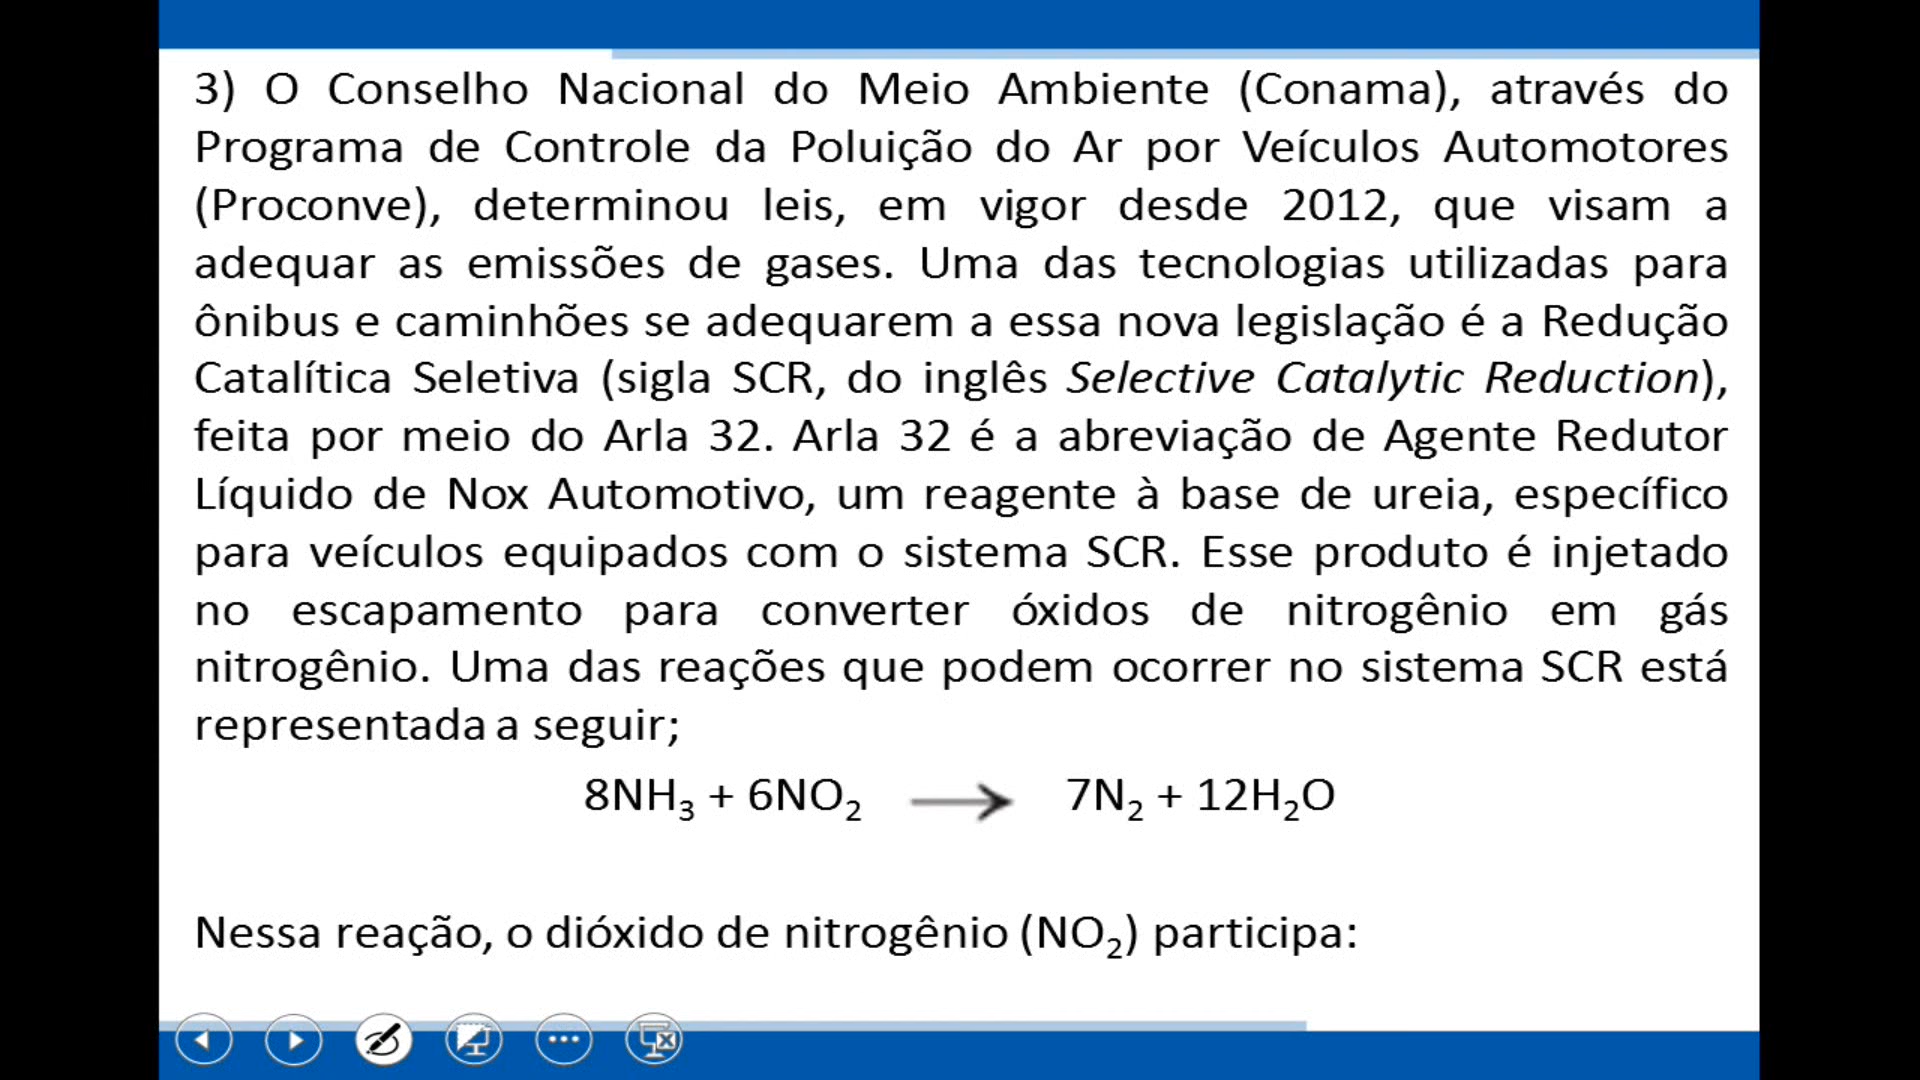 3) O Conselho Nacional do Meio Ambiente (Conama), através do
Programa de Controle da Poluição do Ar por Veículos Automotores
(Proconve), determinou leis, em vigor desde 2012, que visam a
adequar as emissões de gases. Uma das tecnologias utilizadas para
ônibus e caminhões se adequarem a essa nova legislação é a Redução
Catalítica Seletiva (sigla SCR, do inglês Selective Catalytic Reduction),
feita por meio do Arla 32. Arla 32 é a abreviação de Agente Redutor
Líquido de Nox Automotivo, um reagente à base de ureia, específico
para veículos equipados com o sistema SCR. Esse produto é injetado
no escapamento para converter óxidos de nitrogênio em gás
nitrogênio. Uma das reações que podem ocorrer no sistema SCR está
representada a seguir;
8NH₃ + 6NO₂ → 7N₂ + 12H₂O
Nessa reação, o dióxido de nitrogênio (NO₂) participa: